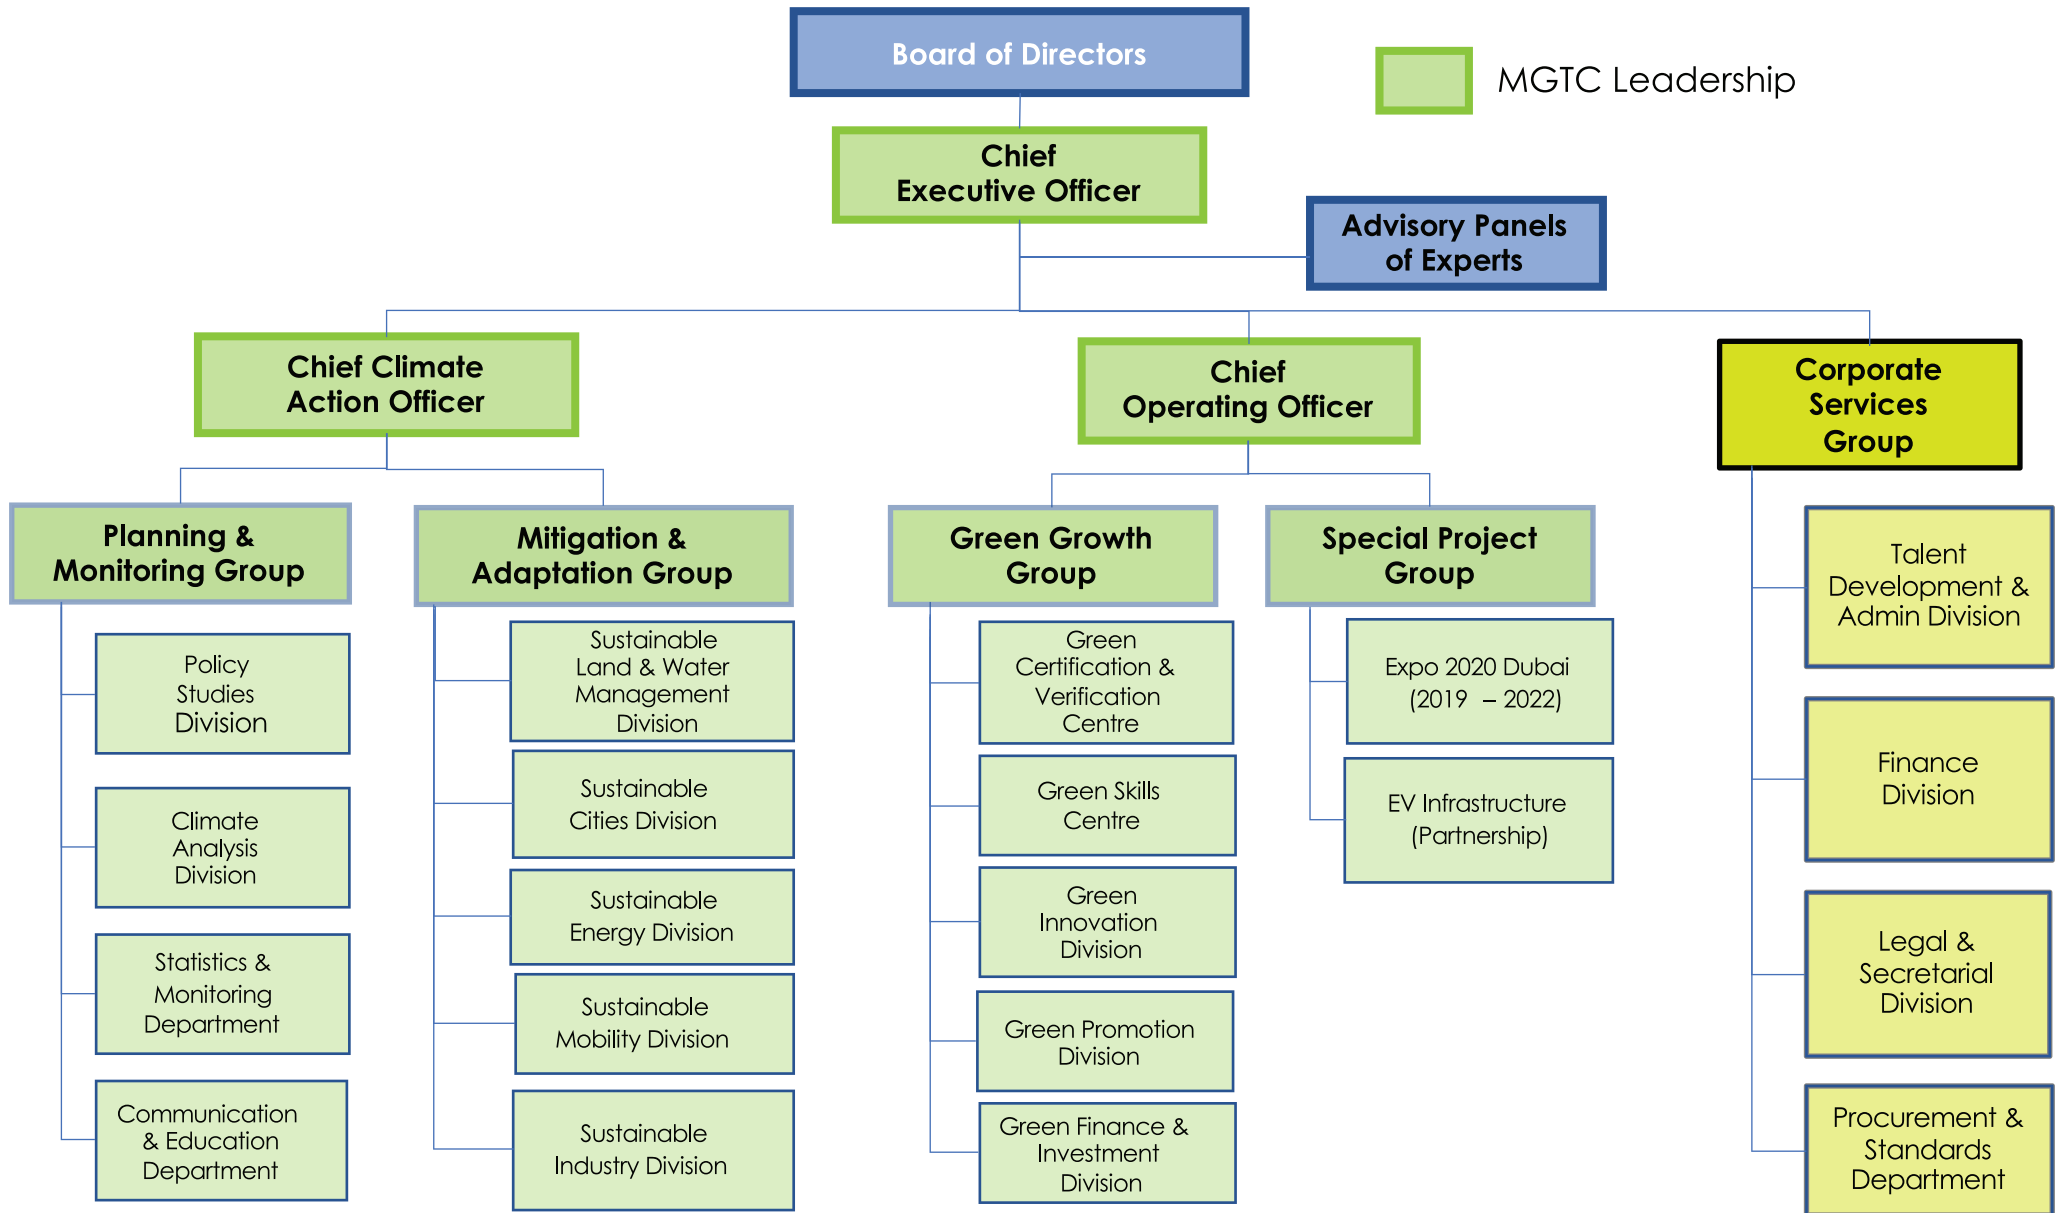 Board of Directors
MGTC Leadership
Chief
Executive Officer
Advisory Panels
of Experts
Chief Climate
Action Officer
Chief
Operating Officer
Corporate
Services
Group
Planning &
Monitoring Group
Mitigation &
Adaptation Group
Green Growth
Group
Special Project
Group
Policy
Studies
Division
Climate
Analysis
Division
Statistics &
Monitoring
Department
Communication
& Education
Department
Sustainable
Land & Water
Management
Division
Sustainable
Cities Division
Sustainable
Energy Division
Sustainable
Mobility Division
Sustainable
Industry Division
Green
Certification &
Verification
Centre
Green Skills
Centre
Green
Innovation
Division
Green Promotion
Division
Green Finance &
Investment
Division
Expo 2020 Dubai
(2019 – 2022)
EV Infrastructure
(Partnership)
Talent
Development &
Admin Division
Finance
Division
Legal &
Secretarial
Division
Procurement &
Standards
Department